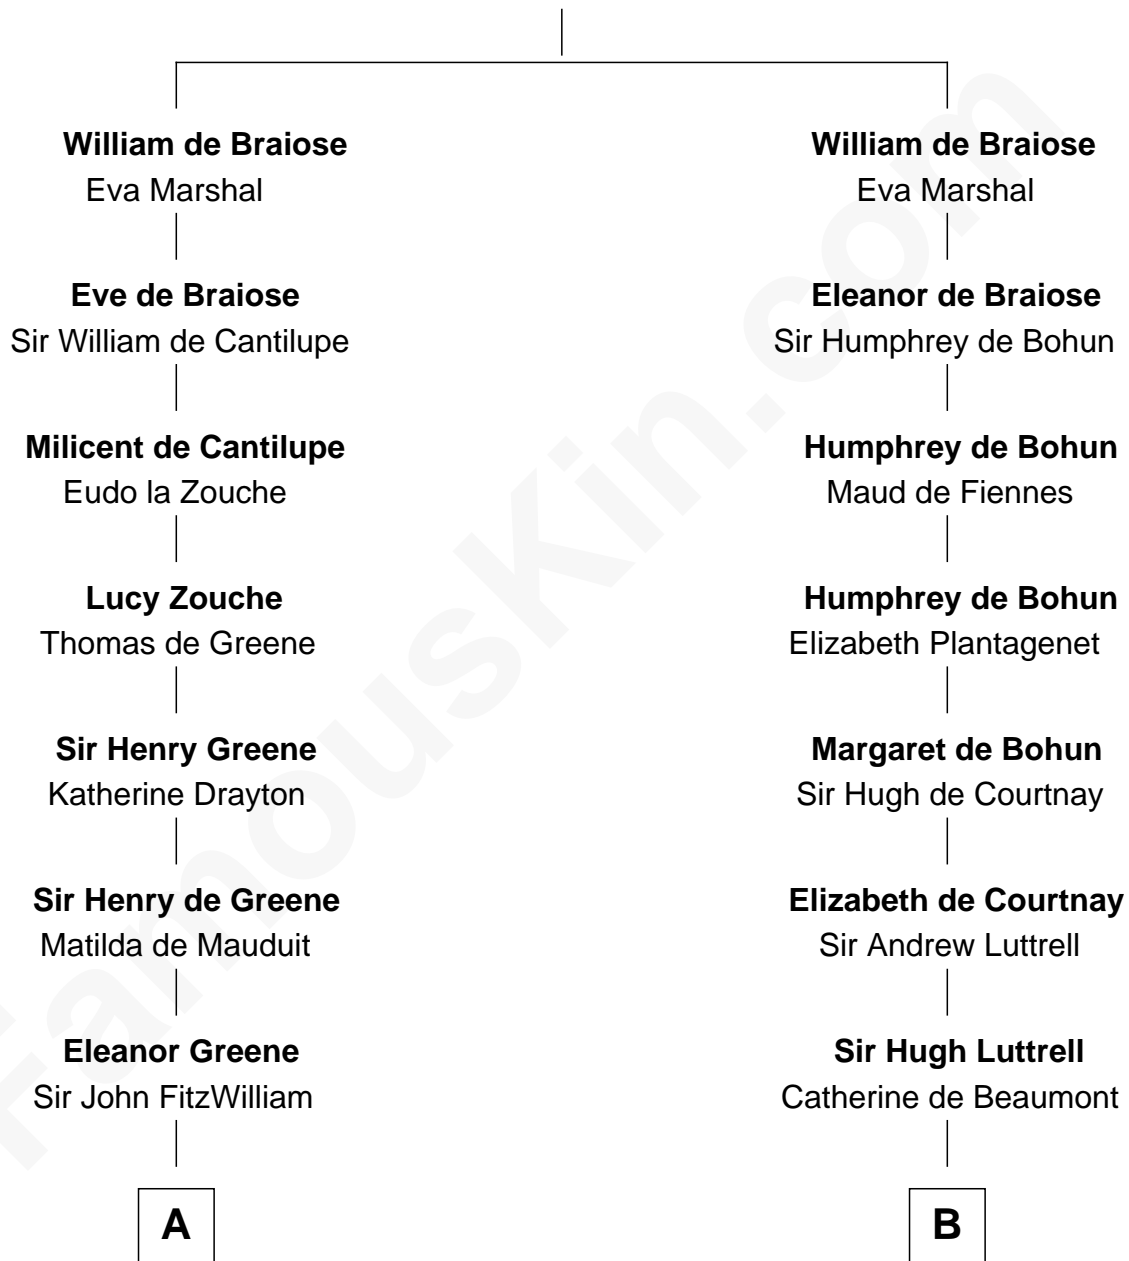 William de Braiose
Eva Marshal
Eve de Braiose
Sir William de Cantilupe
Milicent de Cantilupe
Eudo la Zouche
Lucy Zouche
Thomas de Greene
Sir Henry Greene
Katherine Drayton
Sir Henry de Greene
Matilda de Mauduit
Eleanor Greene
Sir John FitzWilliam
A
William de Braiose
Eva Marshal
Eleanor de Braiose
Sir Humphrey de Bohun
Humphrey de Bohun
Maud de Fiennes
Humphrey de Bohun
Elizabeth Plantagenet
Margaret de Bohun
Sir Hugh de Courtnay
Elizabeth de Courtnay
Sir Andrew Luttrell
Sir Hugh Luttrell
Catherine de Beaumont
B
FamousKin.com